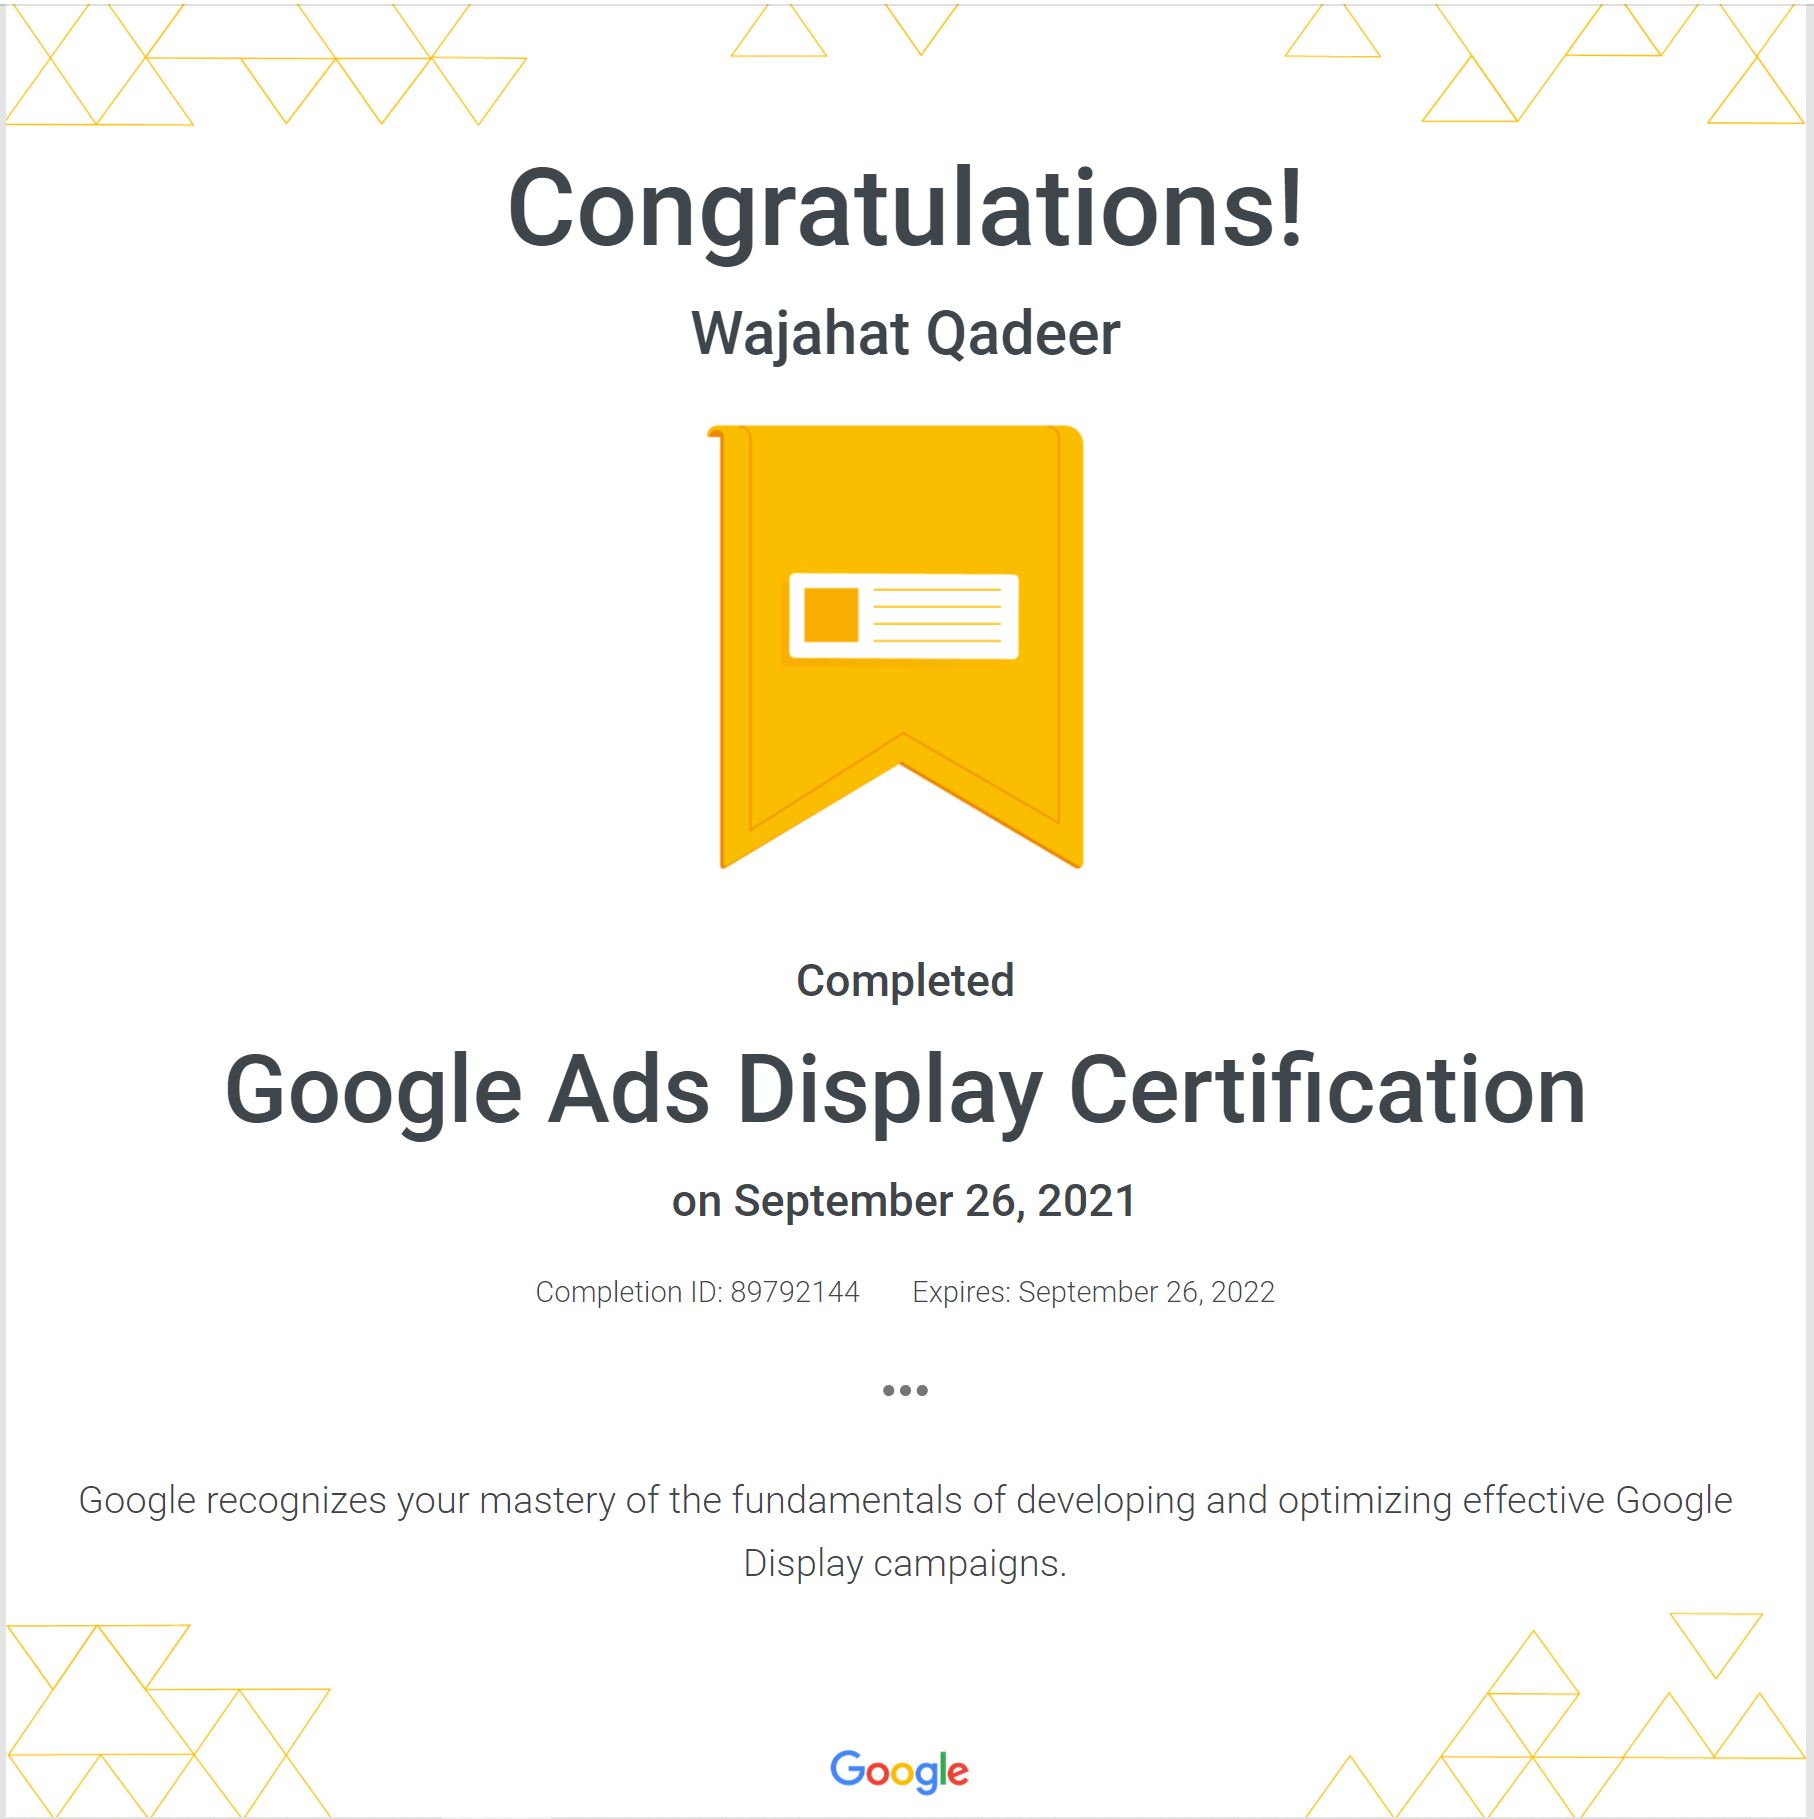 Congratulations!
Wajahat Qadeer
Completed
Google Ads Display Certification
on September 26, 2021
Completion ID: 89792144 Expires: September 26, 2022
•••
Google recognizes your mastery of the fundamentals of developing and optimizing effective Google
Display campaigns.
Google